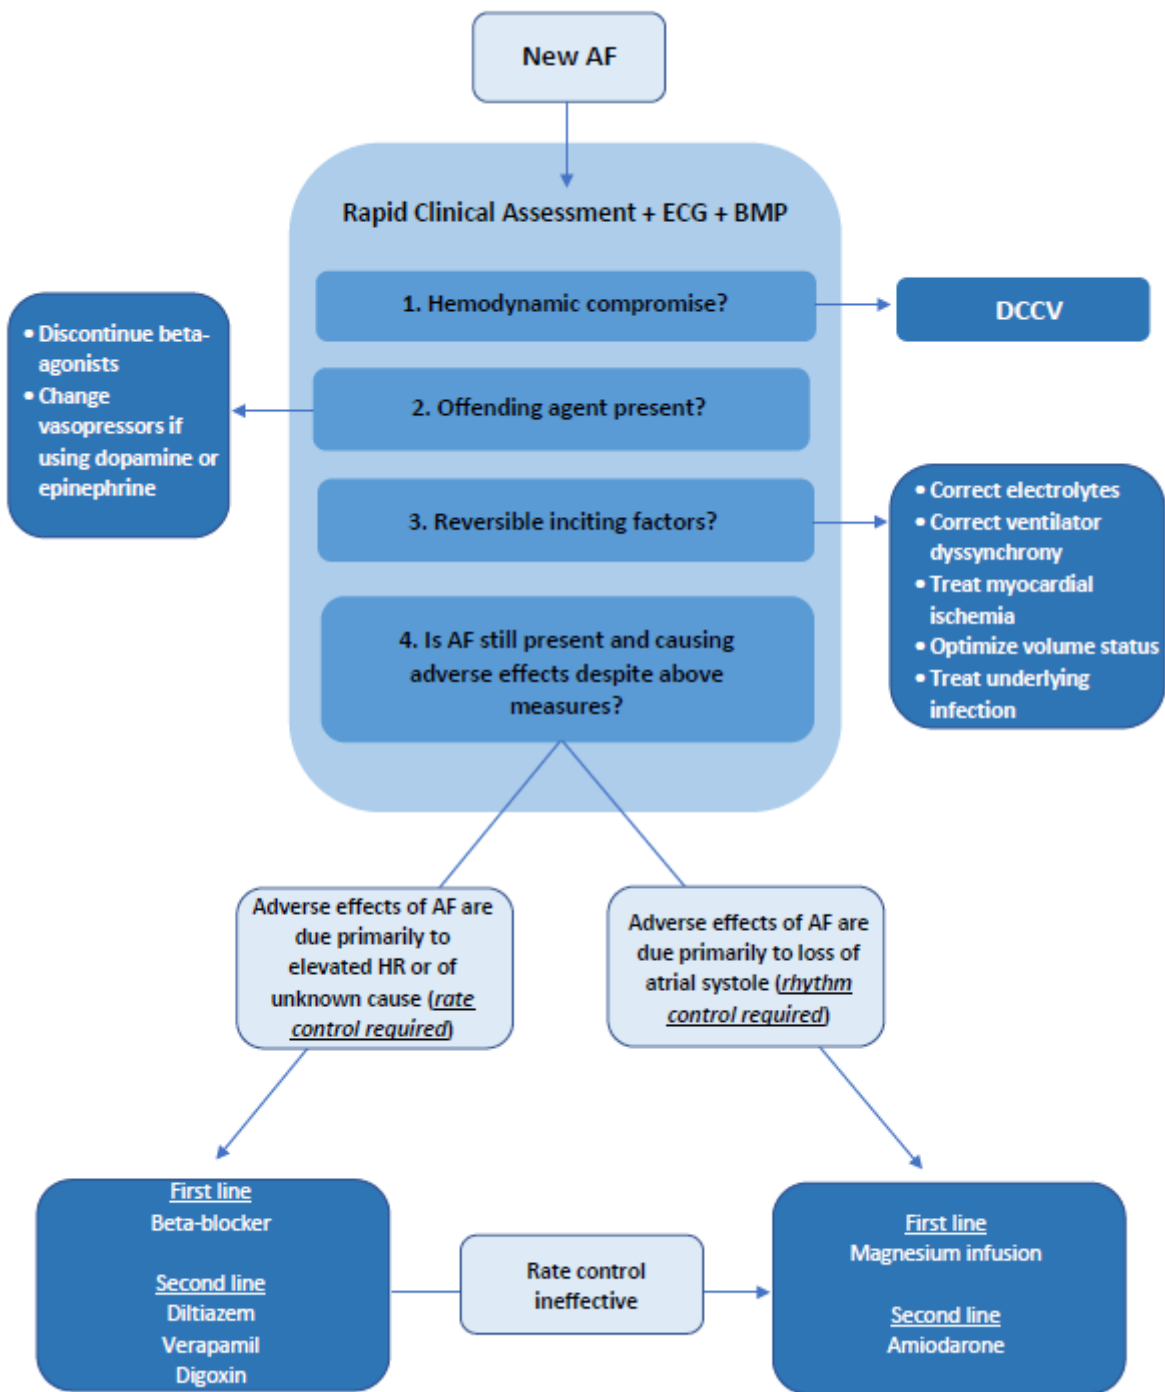 New AF
Rapid Clinical Assessment + ECG + BMP
1. Hemodynamic compromise?
DCCV
• Discontinue beta-
agonists
• Change
vasopressors if
using dopamine or
epinephrine
2. Offending agent present?
3. Reversible inciting factors?
• Correct electrolytes
• Correct ventilator
dyssynchrony
• Treat myocardial
ischemia
• Optimize volume status
• Treat underlying
infection
4. Is AF still present and causing
adverse effects despite above
measures?
Adverse effects of AF are
due primarily to
elevated HR or of
unknown cause (rate
control required)
Adverse effects of AF are
due primarily to loss of
atrial systole (rhythm
control required)
First line
Beta-blocker
Second line
Diltiazem
Verapamil
Digoxin
Rate control
ineffective
First line
Magnesium infusion
Second line
Amiodarone